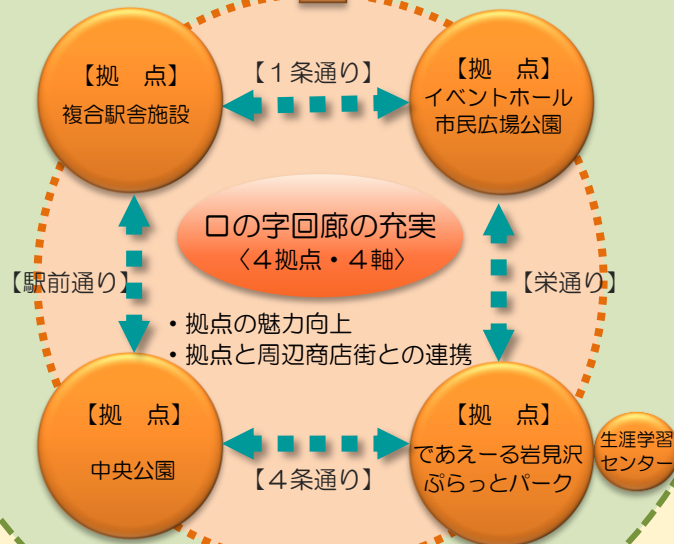 【拠　点】
複合駅舎施設
【１条通り】
【拠　点】
イベントホール
市民広場公園
ロの字回廊の充実
〈４拠点・４軸〉
【駅前通り】
【栄通り】
・拠点の魅力向上
・拠点と周辺商店街との連携
【拠　点】
中央公園
【４条通り】
【拠　点】
であえーる岩見沢
ぷらっとパーク
生涯学習
センター